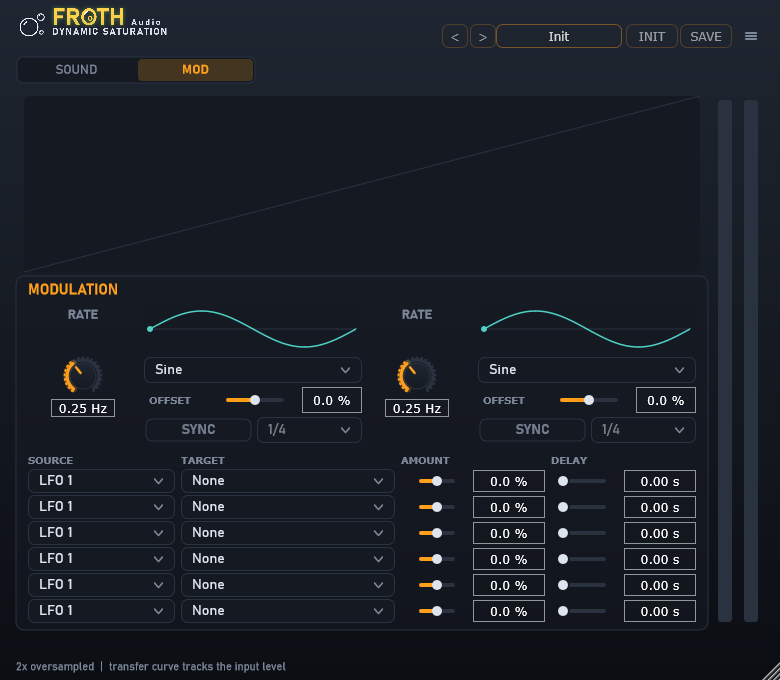 FROTH Audio
DYNAMIC SATURATION
< > Init INIT SAVE
SOUND MOD
MODULATION
RATE RATE
Sine Sine
OFFSET 0.0 % OFFSET 0.0 %
0.25 Hz 0.25 Hz
SYNC 1/4 SYNC 1/4
SOURCE TARGET AMOUNT DELAY
LFO 1 None 0.0 % 0.00 s
LFO 1 None 0.0 % 0.00 s
LFO 1 None 0.0 % 0.00 s
LFO 1 None 0.0 % 0.00 s
LFO 1 None 0.0 % 0.00 s
LFO 1 None 0.0 % 0.00 s
2x oversampled | transfer curve tracks the input level